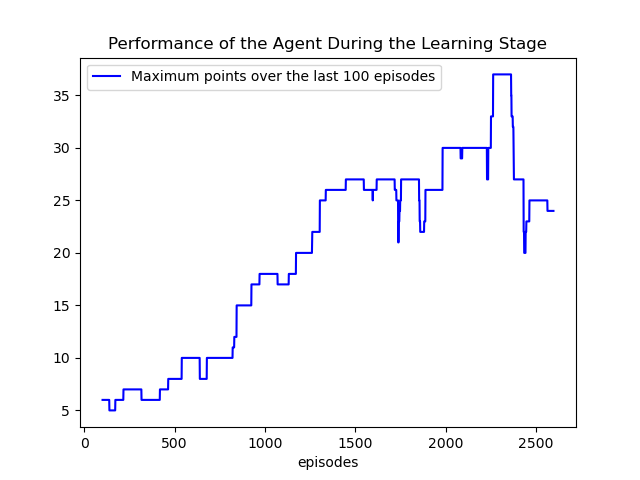 Performance of the Agent During the Learning Stage
Maximum points over the last 100 episodes
35
30
25
20
15
10
5
0 500 1000 1500 2000 2500
episodes